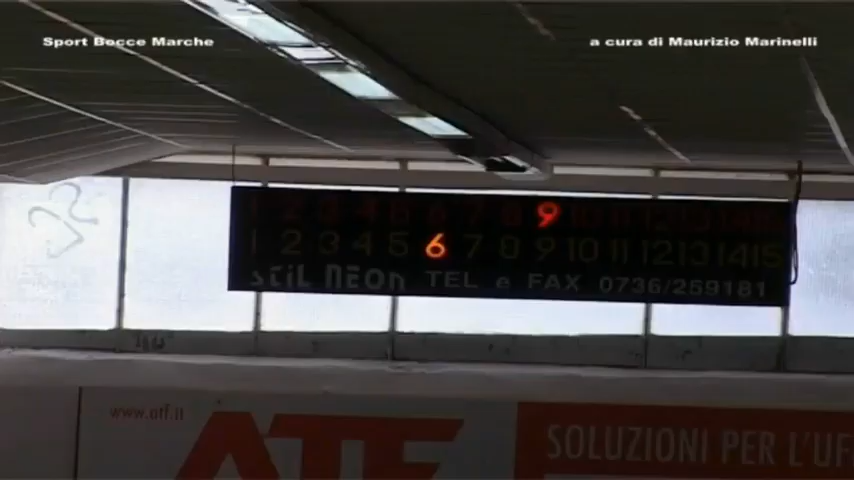 Sport Bocce Marche
a cura di Maurizio Marinelli
1 2 3 4 5 6 7 8 9 10 11 12 13 14 15
1 2 3 4 5 6 7 8 9 10 11 12 13 14 15
STIL NEON TEL e FAX 0736/259181
www.atf.it
ATF
SOLUZIONI PER L'UF